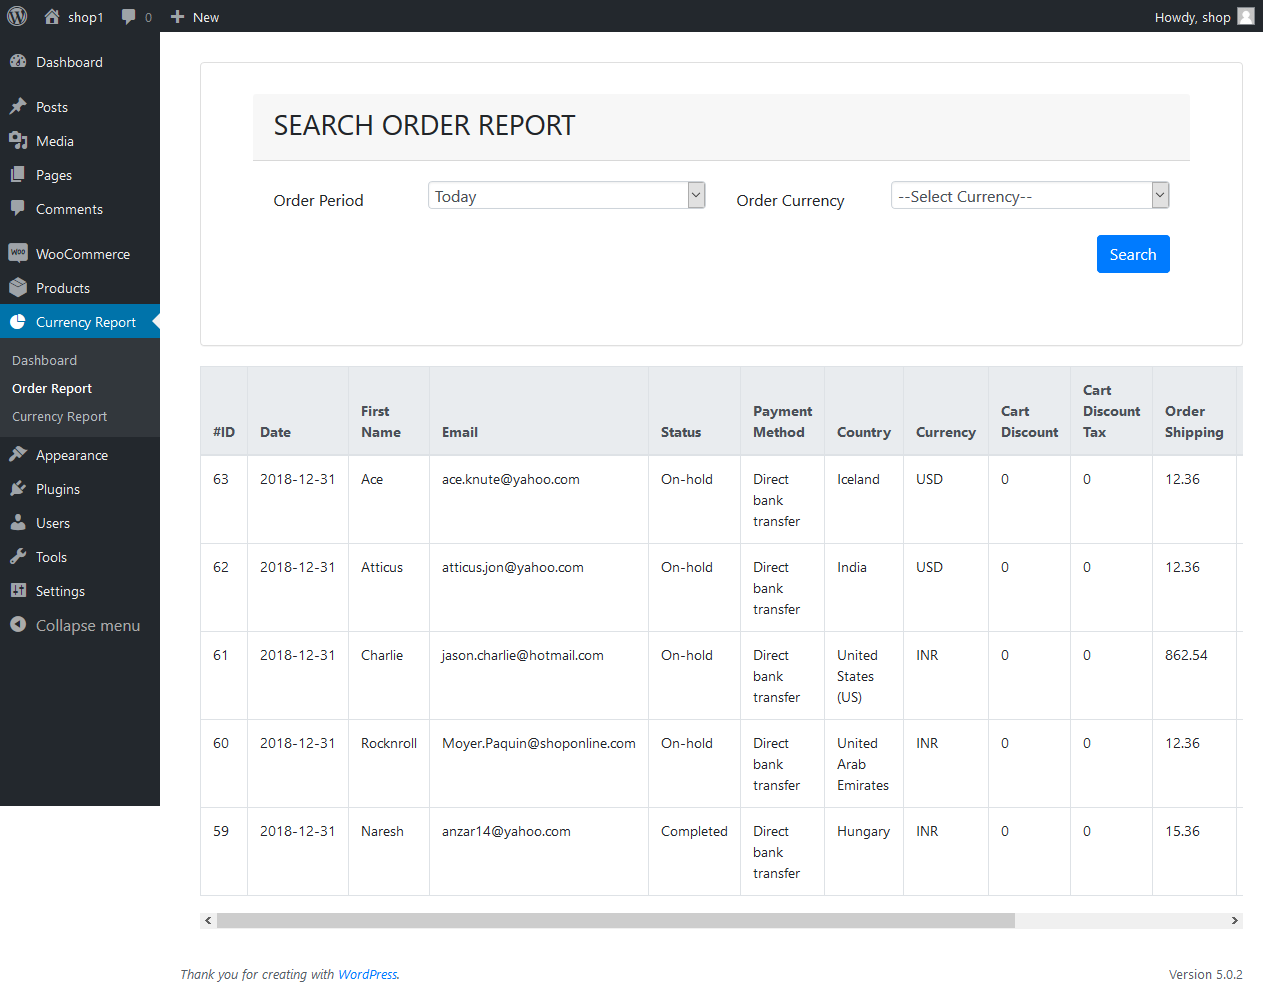 shop1 0 New Howdy, shop
Dashboard
Posts
Media
Pages
Comments
WooCommerce
Products
Currency Report
Dashboard
Order Report
Currency Report
Appearance
Plugins
Users
Tools
Settings
Collapse menu
SEARCH ORDER REPORT
Order Period Today Order Currency --Select Currency--
Search
#ID Date First Name Email Status Payment Method Country Currency Cart Discount Cart Discount Tax Order Shipping
63 2018-12-31 Ace ace.knute@yahoo.com On-hold Direct bank transfer Iceland USD 0 0 12.36
62 2018-12-31 Atticus atticus.jon@yahoo.com On-hold Direct bank transfer India USD 0 0 12.36
61 2018-12-31 Charlie jason.charlie@hotmail.com On-hold Direct bank transfer United States (US) INR 0 0 862.54
60 2018-12-31 Rocknroll Moyer.Paquin@shoponline.com On-hold Direct bank transfer United Arab Emirates INR 0 0 12.36
59 2018-12-31 Naresh anzar14@yahoo.com Completed Direct bank transfer Hungary INR 0 0 15.36
Thank you for creating with WordPress. Version 5.0.2